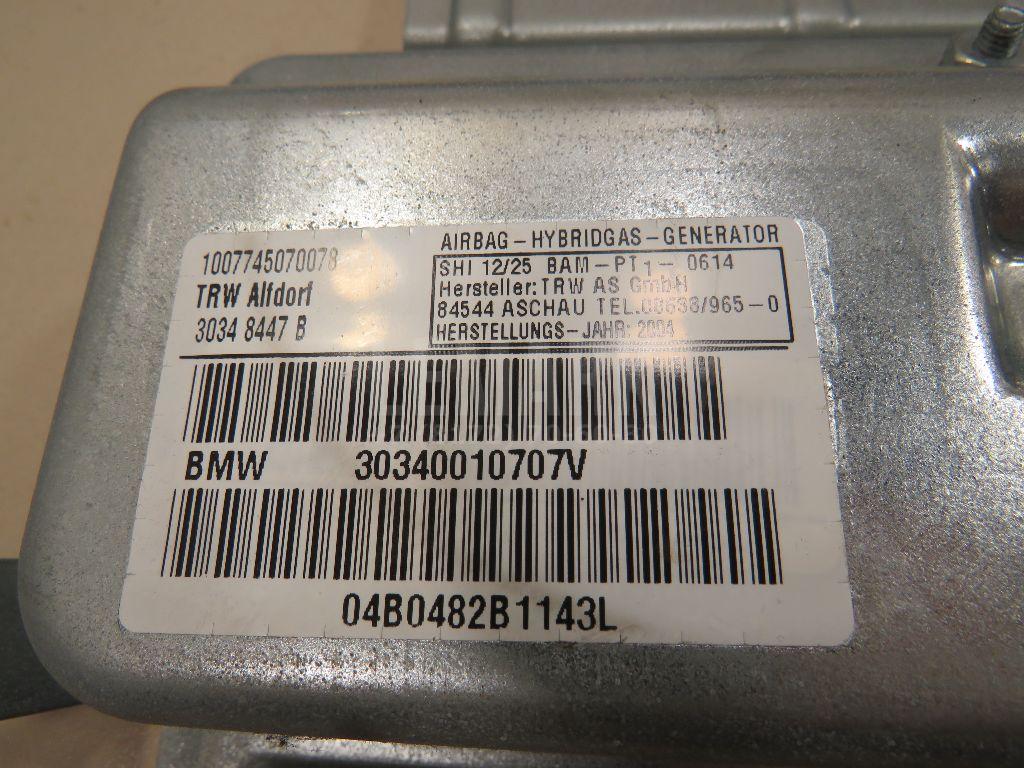 1007745070078
TRW Alfdorf
3034 8447 B
AIRBAG-HYBRIDGAS-GENERATOR
SHI 12/25 BAM-PT1- 0614
Hersteller: TRW AS GmbH
84544 ASCHAU TEL.08638/965-0
HERSTELLUNGS-JAHR: 2004
BMW 30340010707V
04B0482B1143L